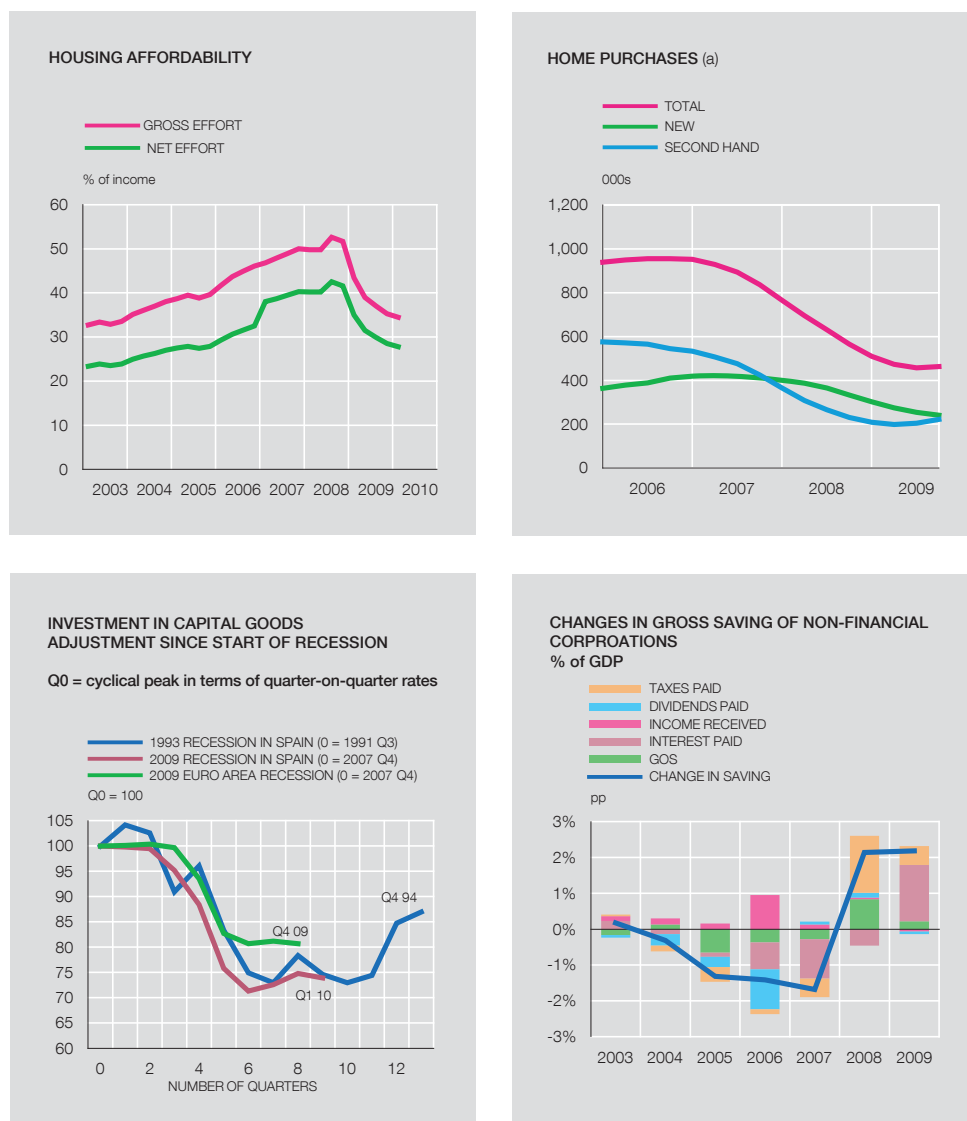 HOUSING AFFORDABILITY
GROSS EFFORT
NET EFFORT
% of income
60
50
40
30
20
10
0
2003 2004 2005 2006 2007 2008 2009 2010
HOME PURCHASES (a)
TOTAL
NEW
SECOND HAND
000s
1,200
1,000
800
600
400
200
0
2006 2007 2008 2009
INVESTMENT IN CAPITAL GOODS
ADJUSTMENT SINCE START OF RECESSION
Q0 = cyclical peak in terms of quarter-on-quarter rates
1993 RECESSION IN SPAIN (0 = 1991 Q3)
2009 RECESSION IN SPAIN (0 = 2007 Q4)
2009 EURO AREA RECESSION (0 = 2007 Q4)
Q0 = 100
105
100
95
90
85
80
75
70
65
60
Q4 94
Q4 09
Q1 10
0 2 4 6 8 10 12
NUMBER OF QUARTERS
CHANGES IN GROSS SAVING OF NON-FINANCIAL
CORPROATIONS
% of GDP
TAXES PAID
DIVIDENDS PAID
INCOME RECEIVED
INTEREST PAID
GOS
CHANGE IN SAVING
pp
3%
2%
1%
0%
-1%
-2%
-3%
2003 2004 2005 2006 2007 2008 2009